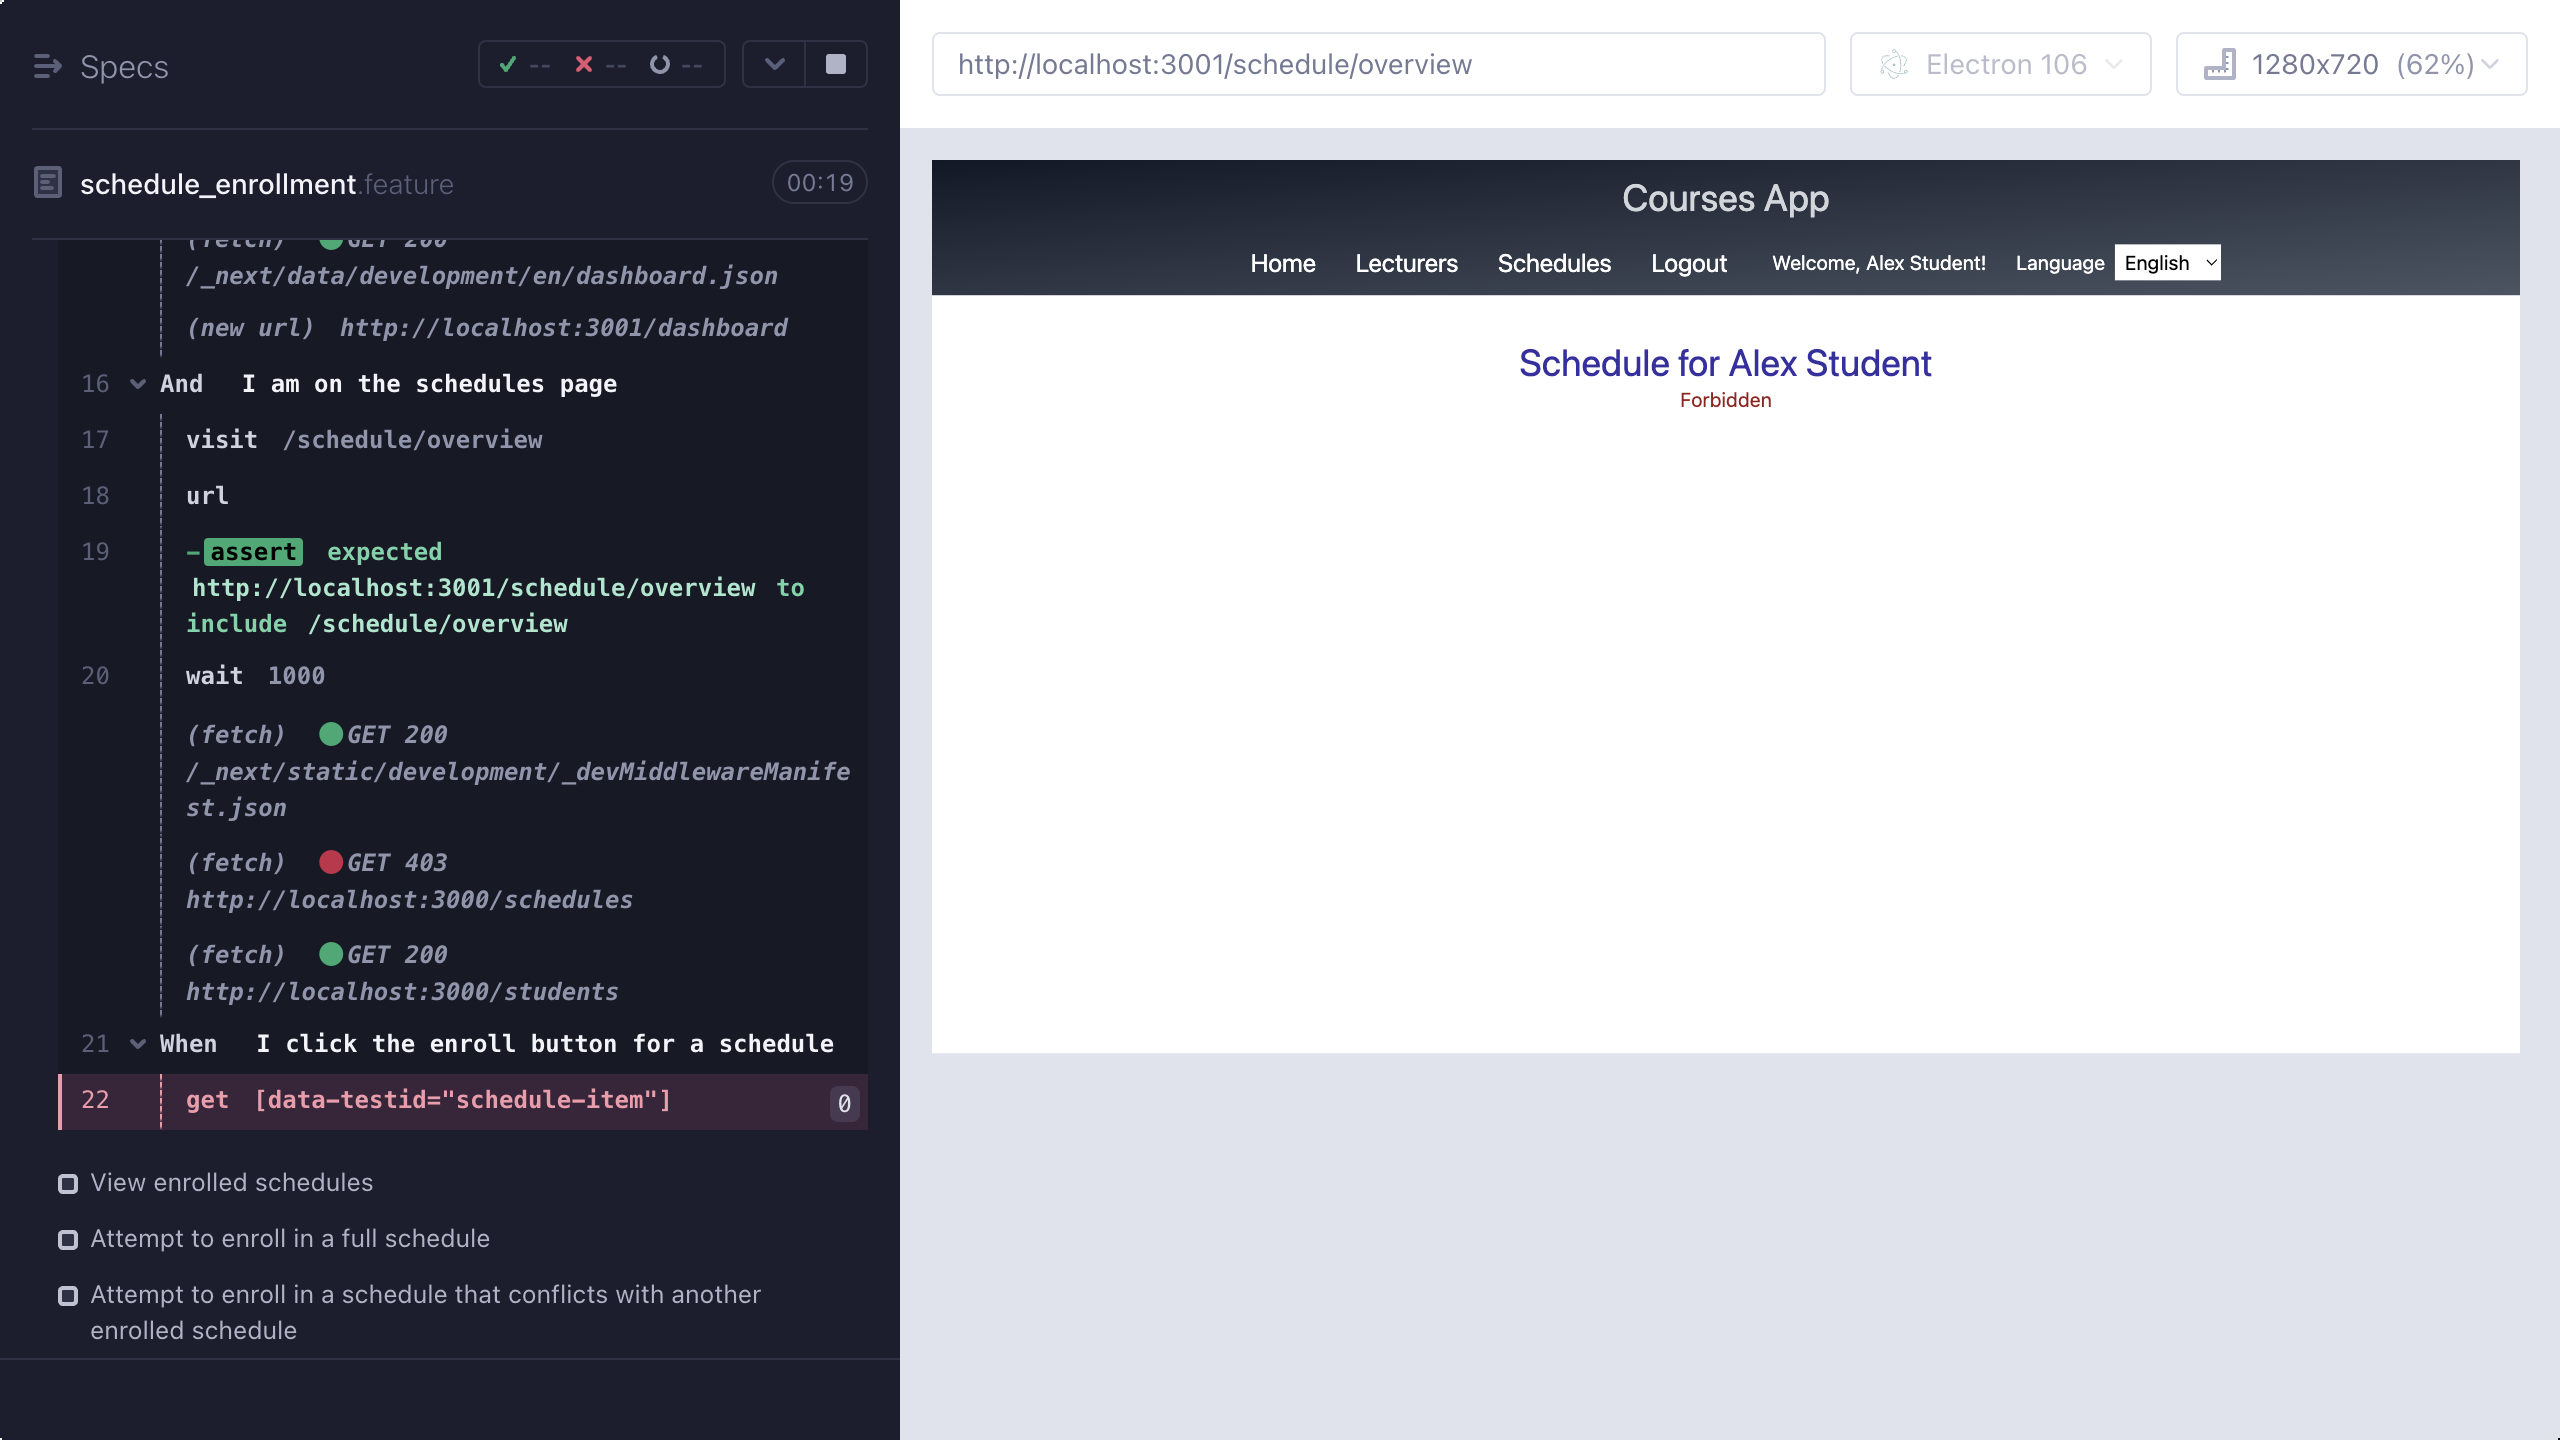 Specs
-- -- --
schedule_enrollment.feature
00:19
(fetch) GET 200
/_next/data/development/en/dashboard.json
(new url) http://localhost:3001/dashboard
16 And I am on the schedules page
17 visit /schedule/overview
18 url
19 -assert expected
http://localhost:3001/schedule/overview to
include /schedule/overview
20 wait 1000
(fetch) GET 200
/_next/static/development/_devMiddlewareManife
st.json
(fetch) GET 403
http://localhost:3000/schedules
(fetch) GET 200
http://localhost:3000/students
21 When I click the enroll button for a schedule
22 get [data-testid="schedule-item"] 0
View enrolled schedules
Attempt to enroll in a full schedule
Attempt to enroll in a schedule that conflicts with another
enrolled schedule
http://localhost:3001/schedule/overview
Electron 106
1280x720 (62%)
Courses App
Home Lecturers Schedules Logout Welcome, Alex Student! Language English
Schedule for Alex Student
Forbidden